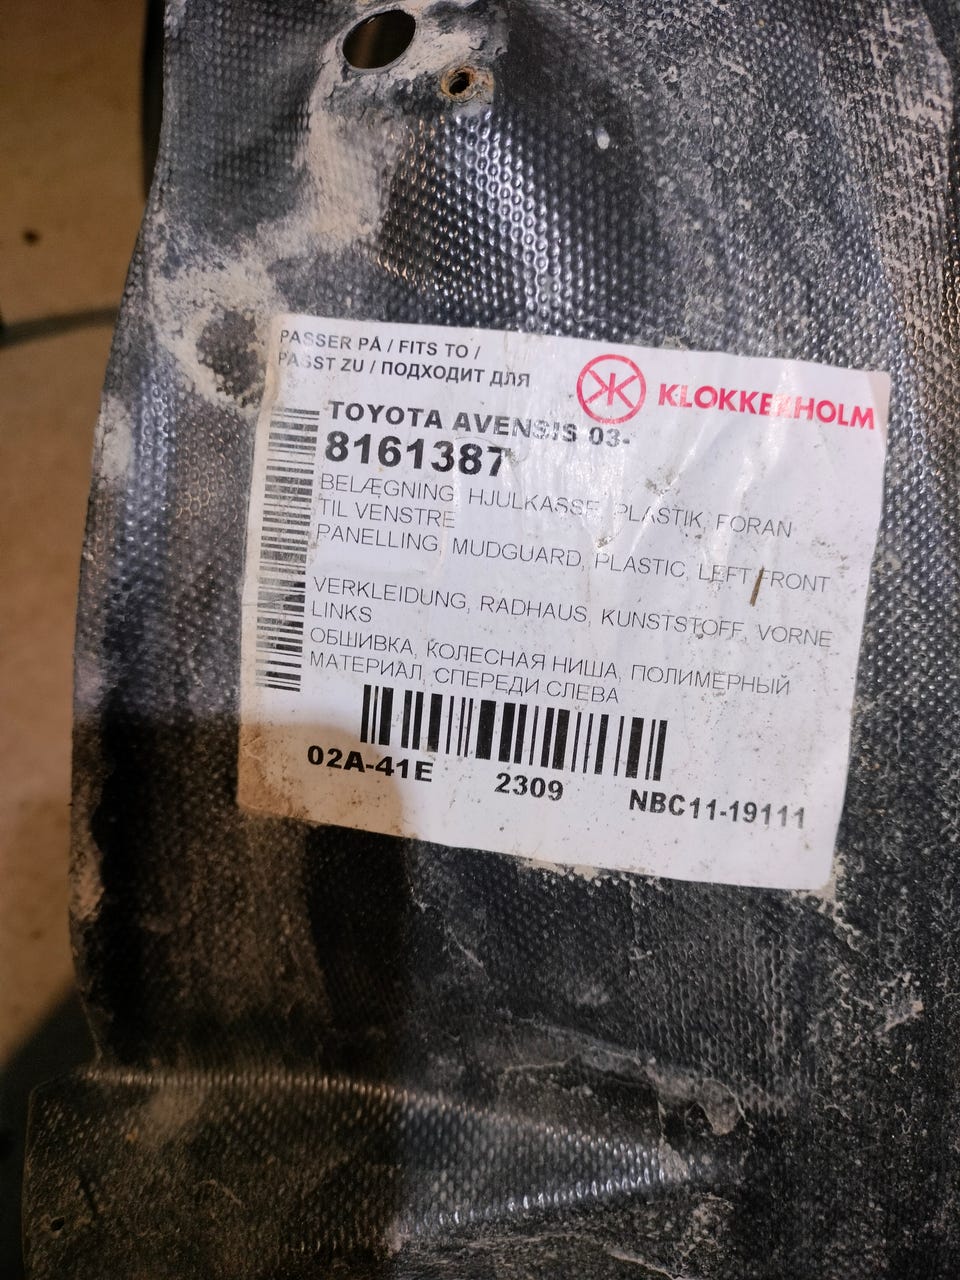 PASSER PÅ / FITS TO /
PASST ZU / ПОДХОДИТ ДЛЯ
KLOKKERHOLM
TOYOTA AVENSIS 03-
8161387
BELÆGNING, HJULKASSE, PLASTIK, FORAN
TIL VENSTRE
PANELLING, MUDGUARD, PLASTIC, LEFT FRONT
VERKLEIDUNG, RADHAUS, KUNSTSTOFF, VORNE
LINKS
ОБШИВКА, КОЛЕСНАЯ НИША, ПОЛИМЕРНЫЙ
МАТЕРИАЛ, СПЕРЕДИ СЛЕВА
02A-41E 2309 NBC11-19111